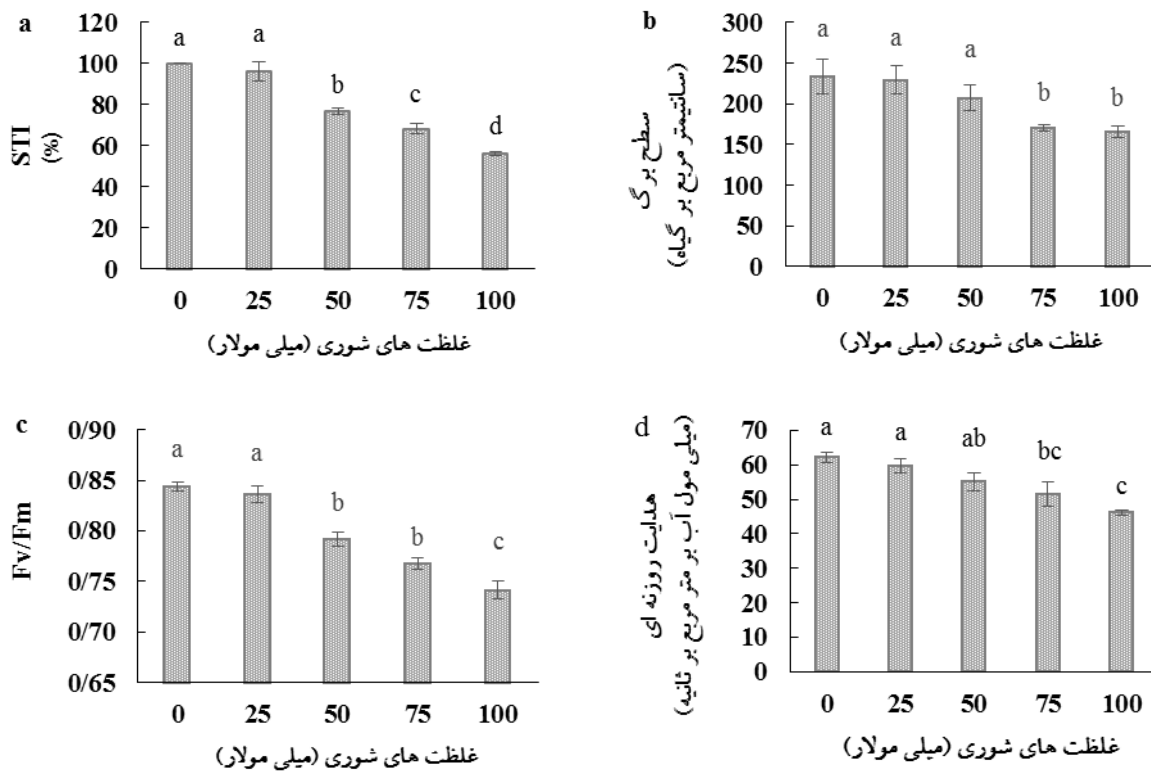 a
120
100
80
60
40
20
0
STI
(%)
a a b c d
0 25 50 75 100
غلظت های شوری (میلی مولار)
b
300
250
200
150
100
50
0
سطح برگ
(سانتیمتر مربع بر گیاه)
a a a b b
0 25 50 75 100
غلظت های شوری (میلی مولار)
c
0/90
0/85
0/80
0/75
0/70
0/65
Fv/Fm
a a b b c
0 25 50 75 100
غلظت های شوری (میلی مولار)
d
70
60
50
40
30
20
10
0
هدایت روزنه ای
(میلی مول آب بر متر مربع بر ثانیه)
a a ab bc c
0 25 50 75 100
غلظت های شوری (میلی مولار)